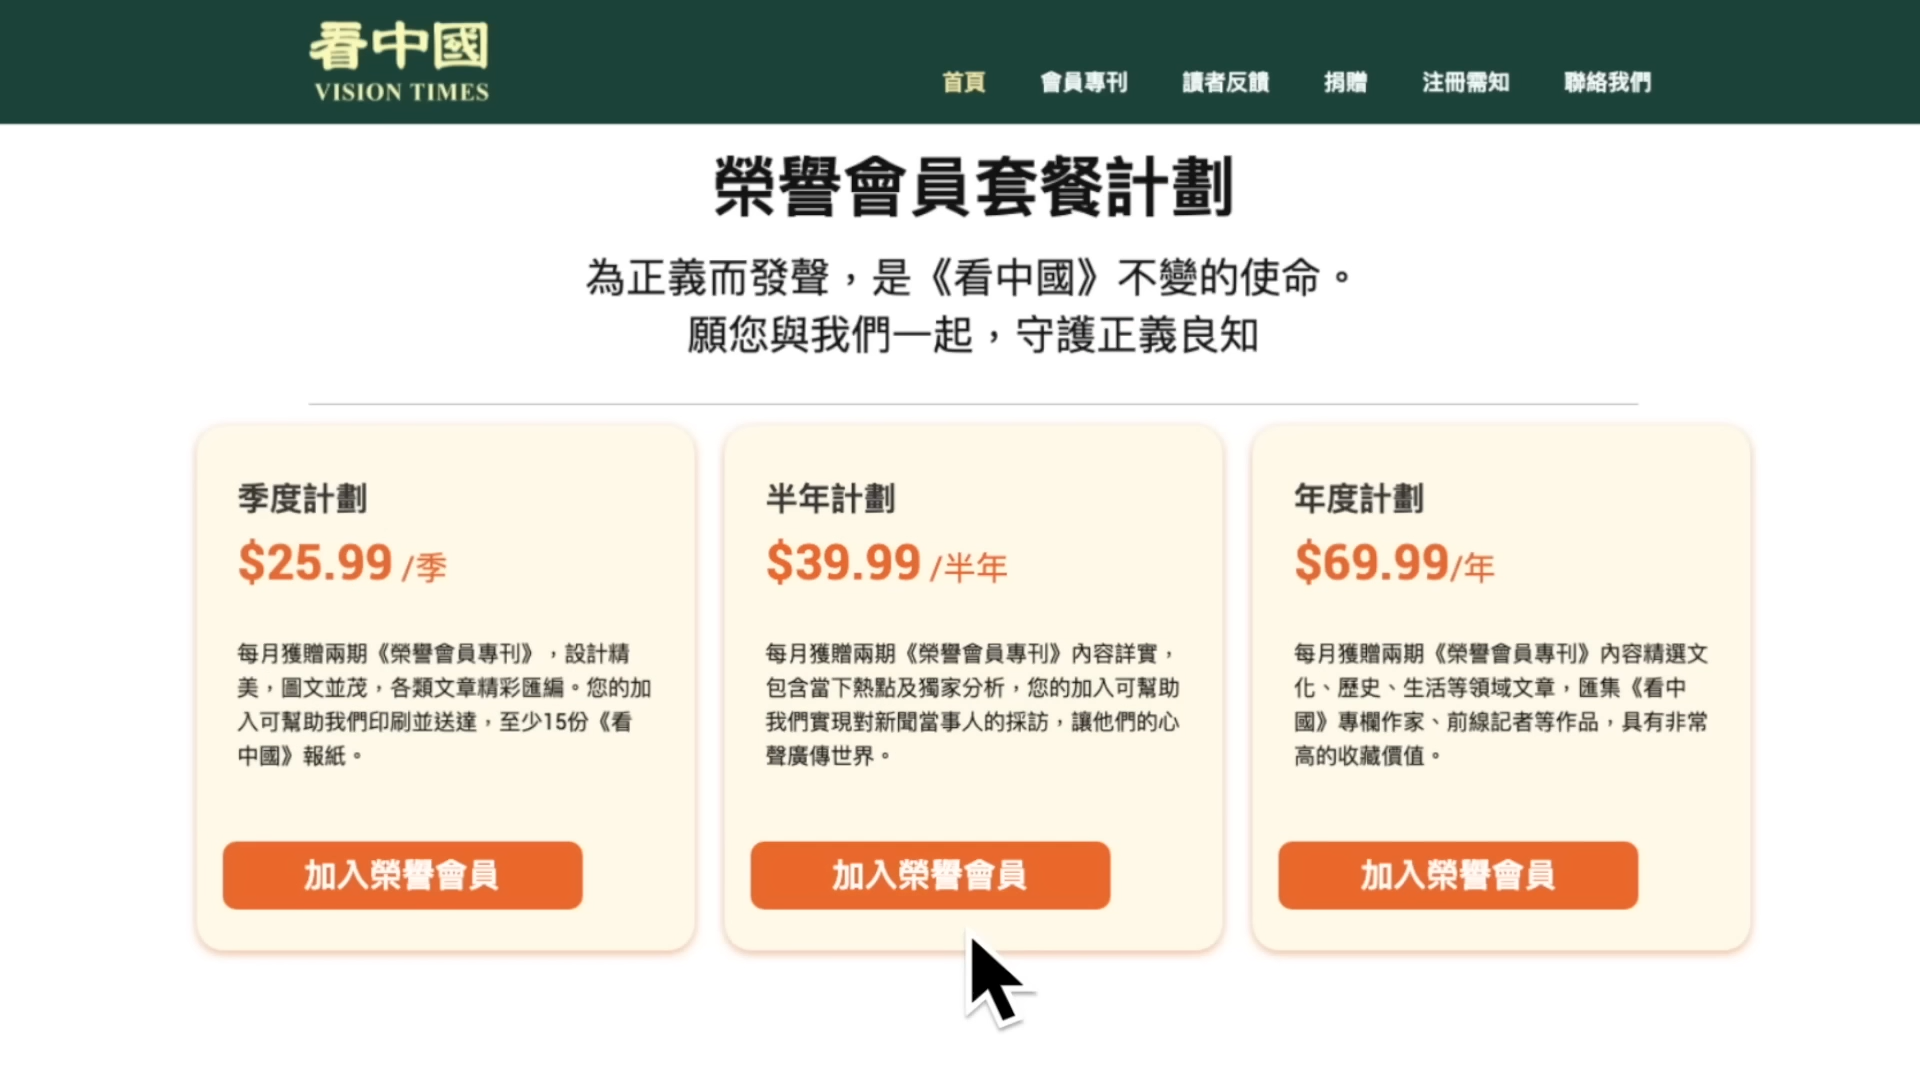 看中國
VISION TIMES
首頁 會員專刊 讀者反饋 捐贈 注冊需知 聯絡我們
榮譽會員套餐計劃
為正義而發聲，是《看中國》不變的使命。
願您與我們一起，守護正義良知
季度計劃
$25.99 /季
每月獲贈兩期《榮譽會員專刊》，設計精
美，圖文並茂，各類文章精彩匯編。您的加
入可幫助我們印刷並送達，至少15份《看
中國》報紙。
加入榮譽會員
半年計劃
$39.99 /半年
每月獲贈兩期《榮譽會員專刊》內容詳實，
包含當下熱點及獨家分析，您的加入可幫助
我們實現對新聞當事人的採訪，讓他們的心
聲廣傳世界。
加入榮譽會員
年度計劃
$69.99/年
每月獲贈兩期《榮譽會員專刊》內容精選文
化、歷史、生活等領域文章，匯集《看中
國》專欄作家、前線記者等作品，具有非常
高的收藏價值。
加入榮譽會員